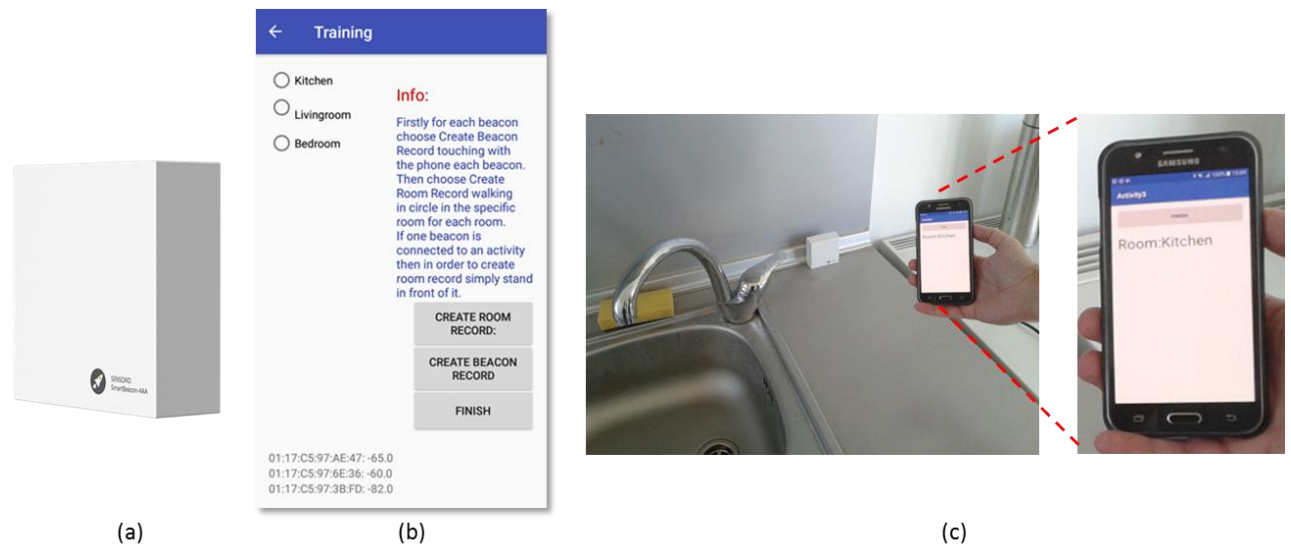 SENSORO
SmartBeacon-4AA
Training
Kitchen
Livingroom
Bedroom
Info:
Firstly for each beacon
choose Create Beacon
Record touching with
the phone each beacon.
Then choose Create
Room Record walking
in circle in the specific
room for each room.
If one beacon is
connected to an activity
then in order to create
room record simply stand
in front of it.
CREATE ROOM
RECORD:
CREATE BEACON
RECORD
FINISH
01:17:C5:97:AE:47: -65.0
01:17:C5:97:6E:36: -60.0
01:17:C5:97:3B:FD: -82.0
Room:Kitchen
SAMSUNG
100% 13:09
Activity3
FINISH
Room:Kitchen
(a)
(b)
(c)